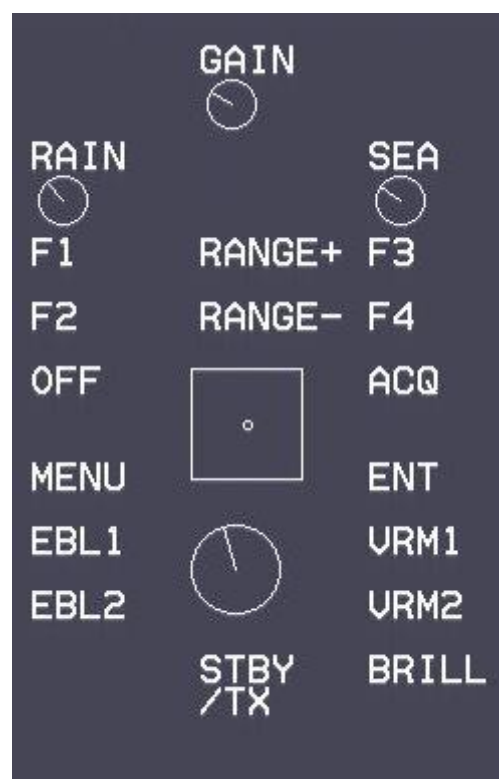 GAIN
RAIN SEA
F1 RANGE+ F3
F2 RANGE- F4
OFF ACQ
MENU ENT
EBL1 VRM1
EBL2 VRM2
STBY BRILL
/TX